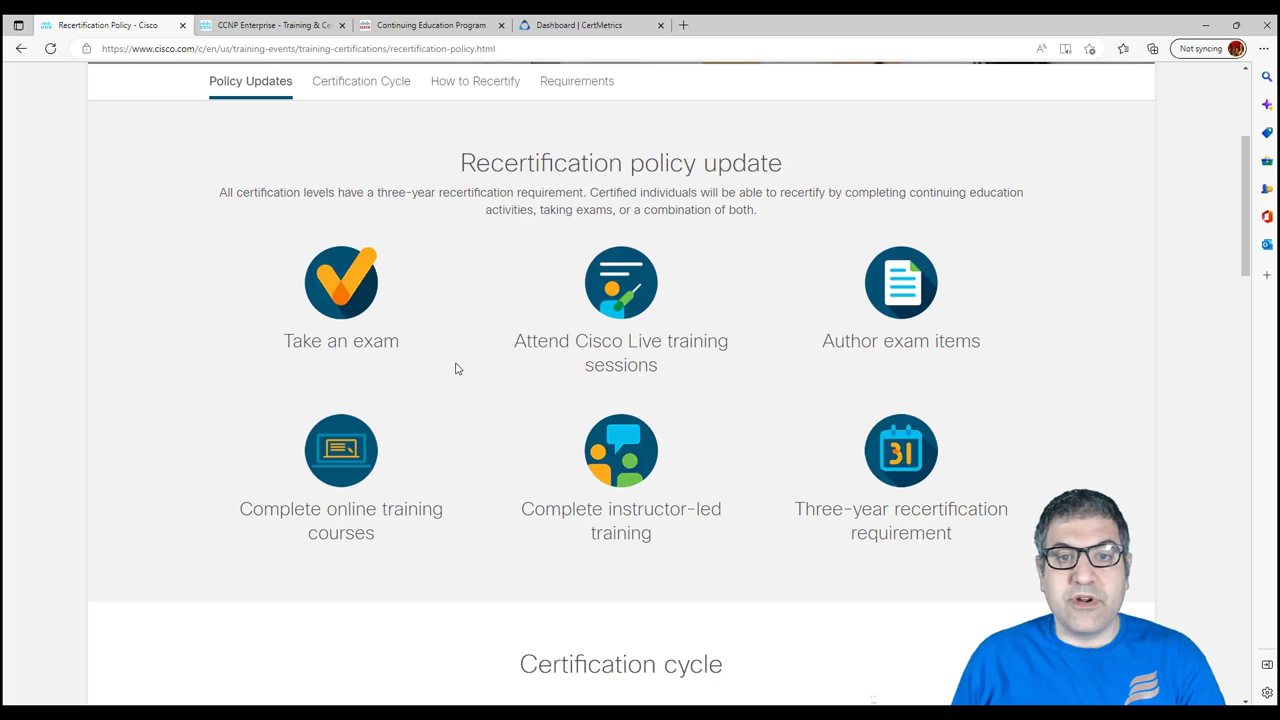 Recertification Policy - Cisco
CCNP Enterprise - Training & Ce
Continuing Education Program
Dashboard | CertMetrics
https://www.cisco.com/c/en/us/training-events/training-certifications/recertification-policy.html
Not syncing
Policy Updates
Certification Cycle
How to Recertify
Requirements
Recertification policy update
All certification levels have a three-year recertification requirement. Certified individuals will be able to recertify by completing continuing education
activities, taking exams, or a combination of both.
Take an exam
Attend Cisco Live training
sessions
Author exam items
31
Complete online training
courses
Complete instructor-led
training
Three-year recertification
requirement
Certification cycle